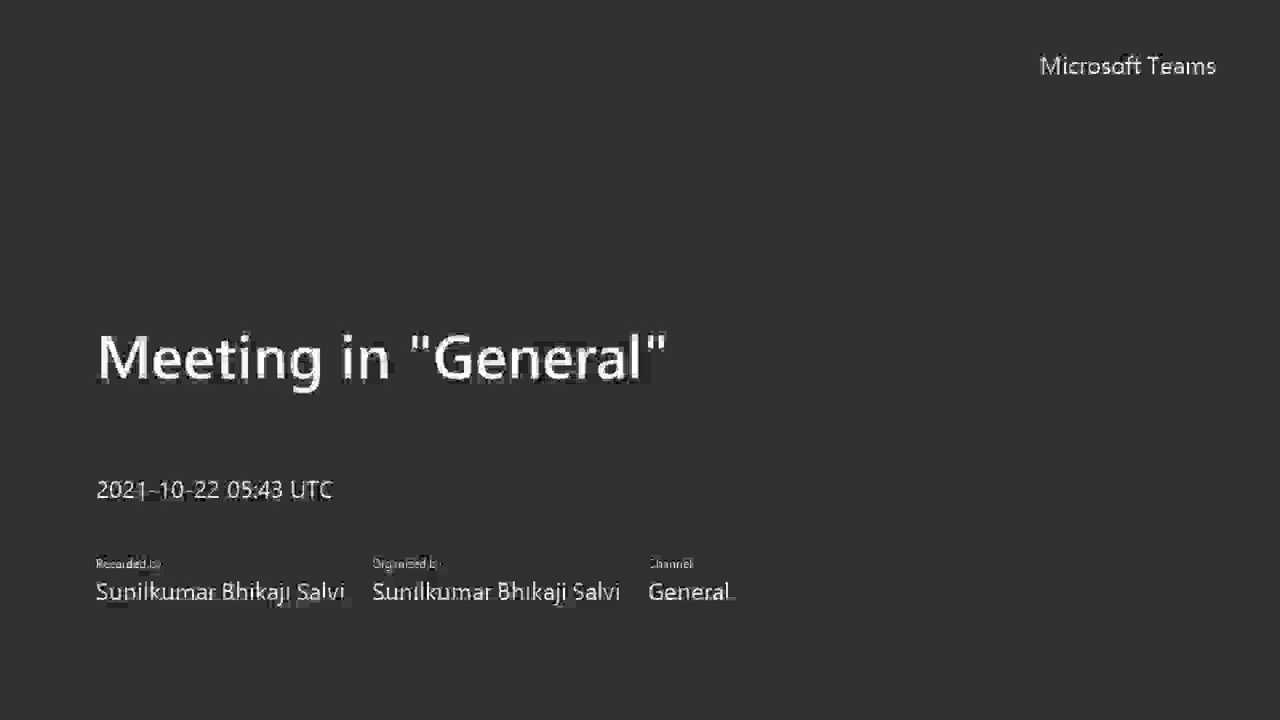 Microsoft Teams
Meeting in "General"
2021-10-22 05:43 UTC
Recorded by Organized by Channel
Sunilkumar Bhikaji Salvi Sunilkumar Bhikaji Salvi General